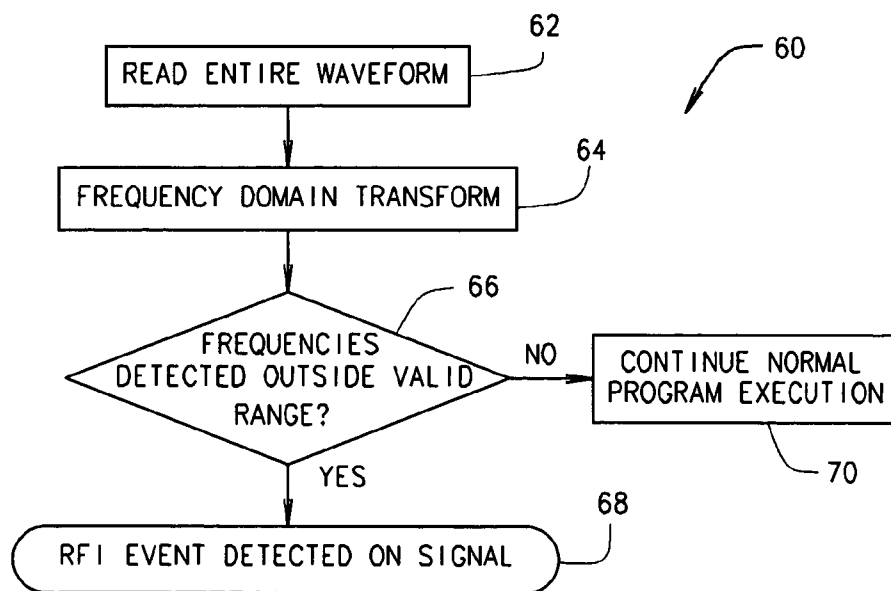 62
60
READ ENTIRE WAVEFORM
64
FREQUENCY DOMAIN TRANSFORM
66
FREQUENCIES
DETECTED OUTSIDE VALID
RANGE?
NO
CONTINUE NORMAL
PROGRAM EXECUTION
70
YES
68
RFI EVENT DETECTED ON SIGNAL